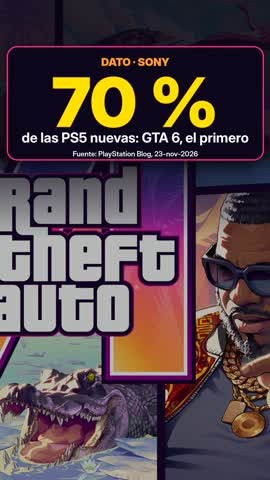 DATO · SONY
70 %
de las PS5 nuevas: GTA 6, el primero
Fuente: PlayStation Blog, 23-nov-2026
grand
theft
auto
VI